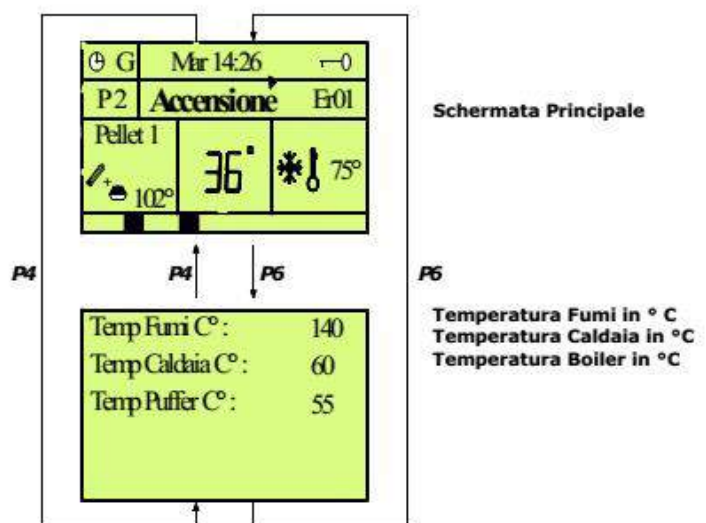 G Mar 14:26
P2 Accensione Er01
Pellet 1
102°
36°
75°
Schermata Principale
P4 P4 P6 P6
Temp Fumi C° : 140
Temp Caldaia C° : 60
Temp Puffer C° : 55
Temperatura Fumi in ° C
Temperatura Caldaia in °C
Temperatura Boiler in °C